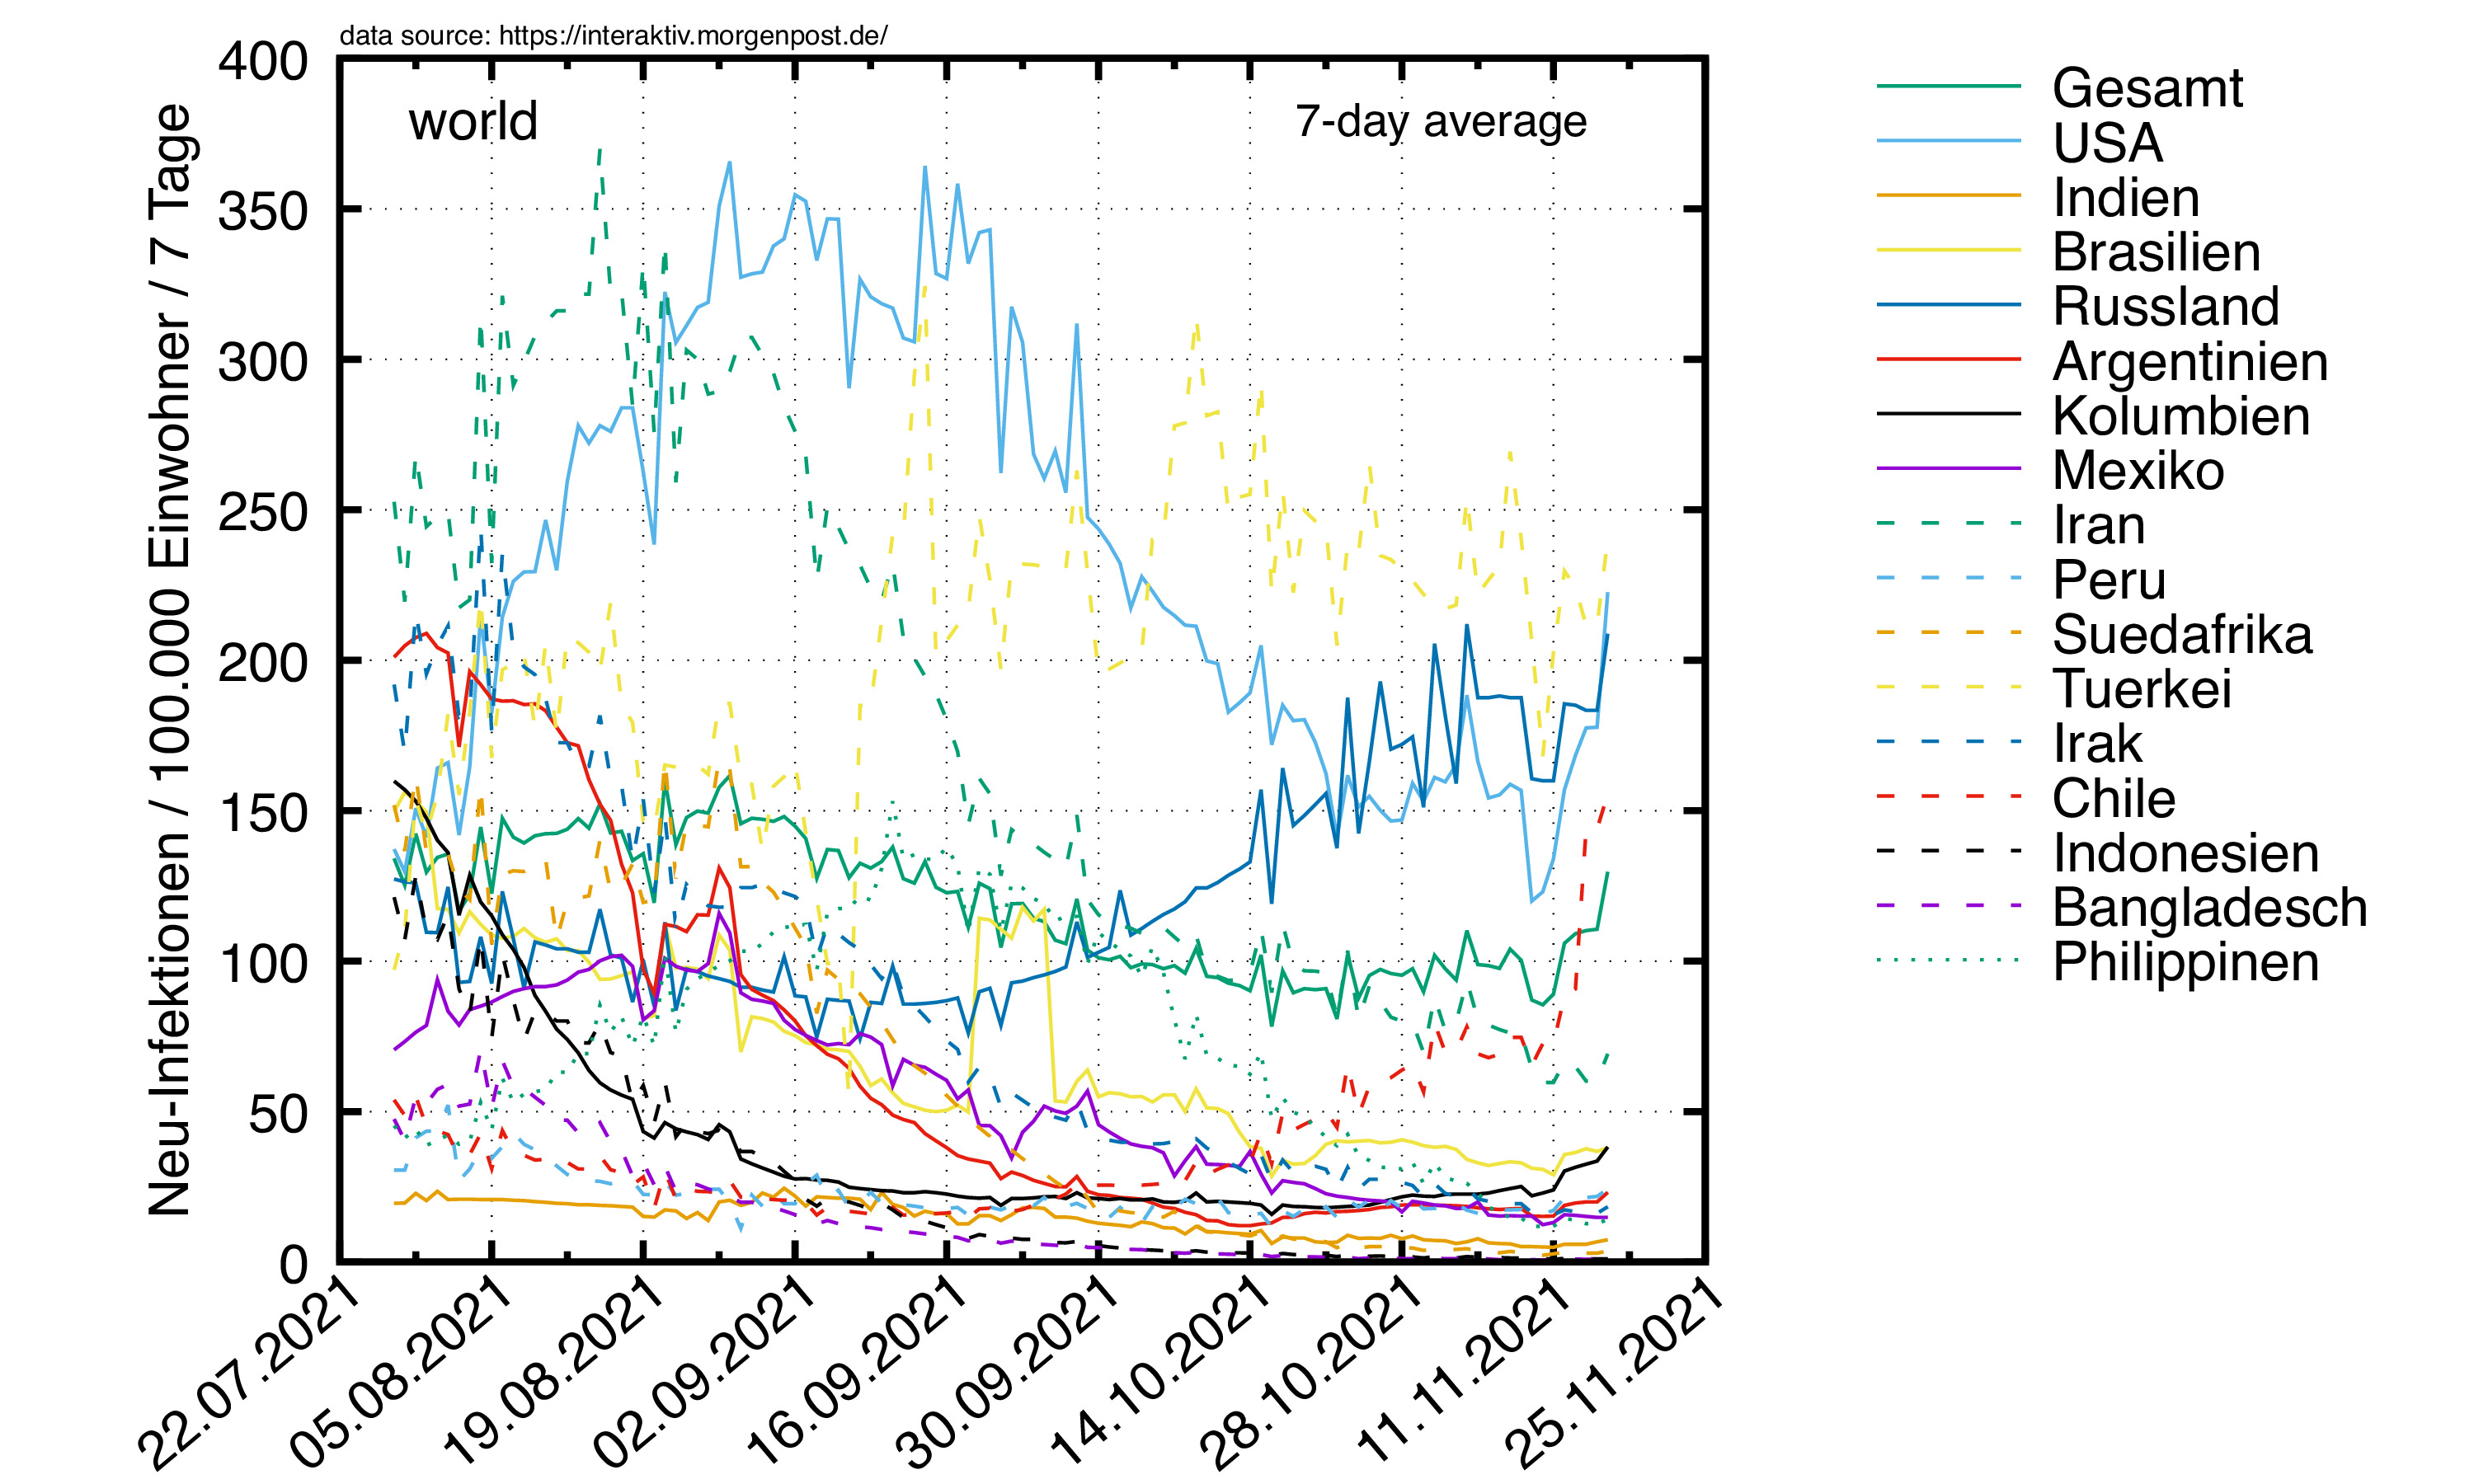 data source: https://interaktiv.morgenpost.de/
world
7-day average
Neu-Infektionen / 100.000 Einwohner / 7 Tage
400
350
300
250
200
150
100
50
0
22.07.2021
05.08.2021
19.08.2021
02.09.2021
16.09.2021
30.09.2021
14.10.2021
28.10.2021
11.11.2021
25.11.2021
Gesamt
USA
Indien
Brasilien
Russland
Argentinien
Kolumbien
Mexiko
Iran
Peru
Suedafrika
Tuerkei
Irak
Chile
Indonesien
Bangladesch
Philippinen